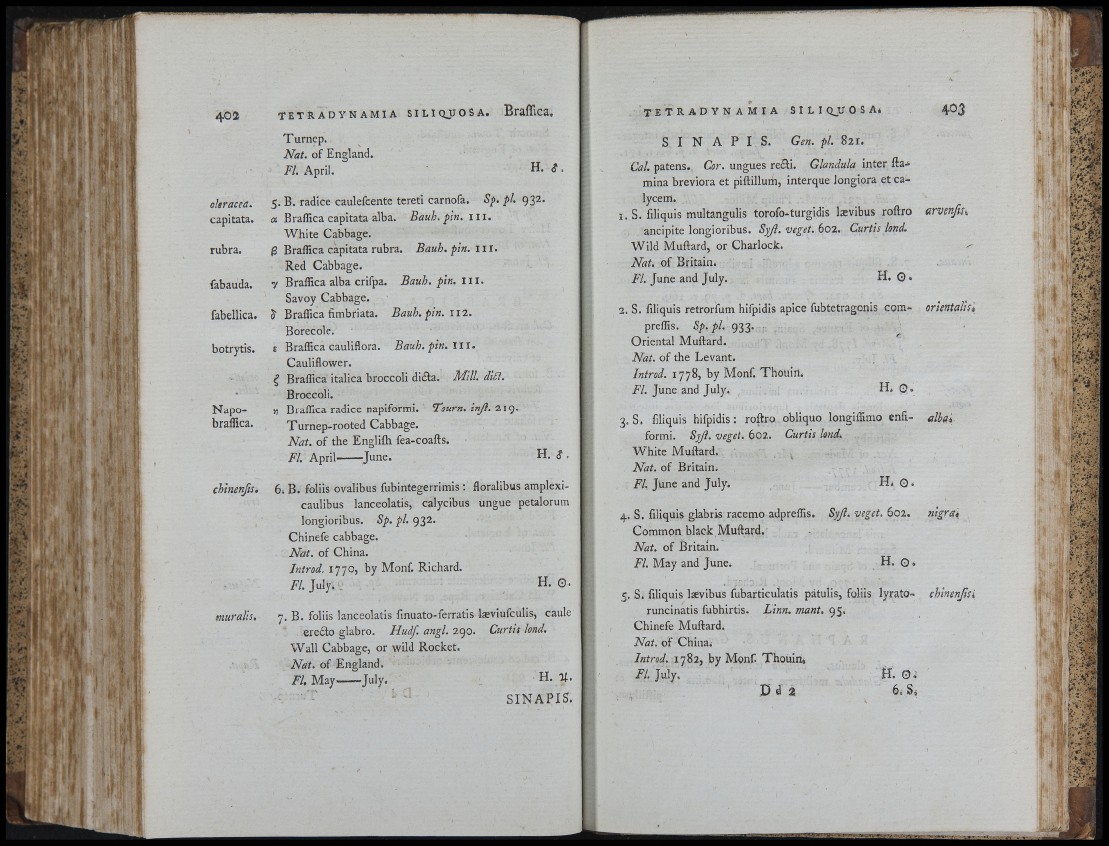 402 TETRADYNAMIA SILIQUOSA. Braſſica.
Turnep.
Nat. of England.
Fl. April. H. ♂.
oleracea. 5. B. radice cauleſcente tereti carnoſa. Sp. pl. 932.
capitata. α Braſſica capitata alba. Bauh. pin. 111.
White Cabbage.
rubra. β Braſſica capitata rubra. Bauh. pin. 111.
Red Cabbage.
ſabauda. γ Braſſica alba criſpa. Bauh. pin. 111.
Savoy Cabbage.
ſabellica. δ Braſſica fimbriata. Bauh. pin. 112.
Borecole.
botrytis. ε Braſſica cauliflora. Bauh. pin. 111.
Cauliflower.
ζ Braſſica italica broccoli dicta. Mill. dict.
Broccoli.
Napo- η Braſſica radice napiformi. Tourn. inſt. 219.
braſſica. Turnep-rooted Cabbage.
Nat. of the Engliſh ſea-coaſts.
Fl. April——June. H. ♂.
chinenſis. 6. B. foliis ovalibus ſubintegerrimis: floralibus amplexi-
caulibus lanceolatis, calycibus ungue petalorum
longioribus. Sp. pl. 932.
Chineſe cabbage.
Nat. of China.
Introd. 1770, by Monſ. Richard.
Fl. July. H. ☉.
muralis. 7. B. foliis lanceolatis ſinuato-ſerratis læviuſculis, caule
erecto glabro. Hudſ. angl. 290. Curtis lond.
Wall Cabbage, or wild Rocket.
Nat. of England.
Fl. May——July. H. ♃.
SINAPIS.
TETRADYNAMIA SILIQUOSA. 403
SINAPIS. Gen. pl. 821.
Cal. patens. Cor. ungues recti. Glandula inter ſta-
mina breviora et piſtillum, interque longiora et ca-
lycem.
1. S. ſiliquis multangulis toroſo-turgidis lævibus roſtro arvenſis.
ancipite longioribus. Syſt. veget. 602. Curtis lond.
Wild Muſtard, or Charlock.
Nat. of Britain.
Fl. June and July. H. ☉.
2. S. ſiliquis retrorſum hiſpidis apice ſubtetragonis com- orientalis.
preſſis. Sp. pl. 933.
Oriental Muſtard.
Nat. of the Levant.
Introd. 1778, by Monſ. Thouin.
Fl. June and July. H. ☉.
3. S. ſiliquis hiſpidis: roſtro obliquo longiſſimo enſi- alba.
formi. Syſt. veget. 602. Curtis lond.
White Muſtard.
Nat. of Britain.
Fl. June and July. H. ☉.
4. S. ſiliquis glabris racemo adpreſſis. Syſt. veget. 602. nigra.
Common black Muſtard.
Nat. of Britain.
Fl. May and June. H. ☉.
5. S. ſiliquis lævibus ſubarticulatis patulis, foliis lyrato- chinenſis.
runcinatis ſubhirtis. Linn. mant. 95.
Chineſe Muſtard.
Nat. of China.
Introd. 1782, by Monſ. Thouin.
Fl. July. H. ☉.
D d 2 6. S.